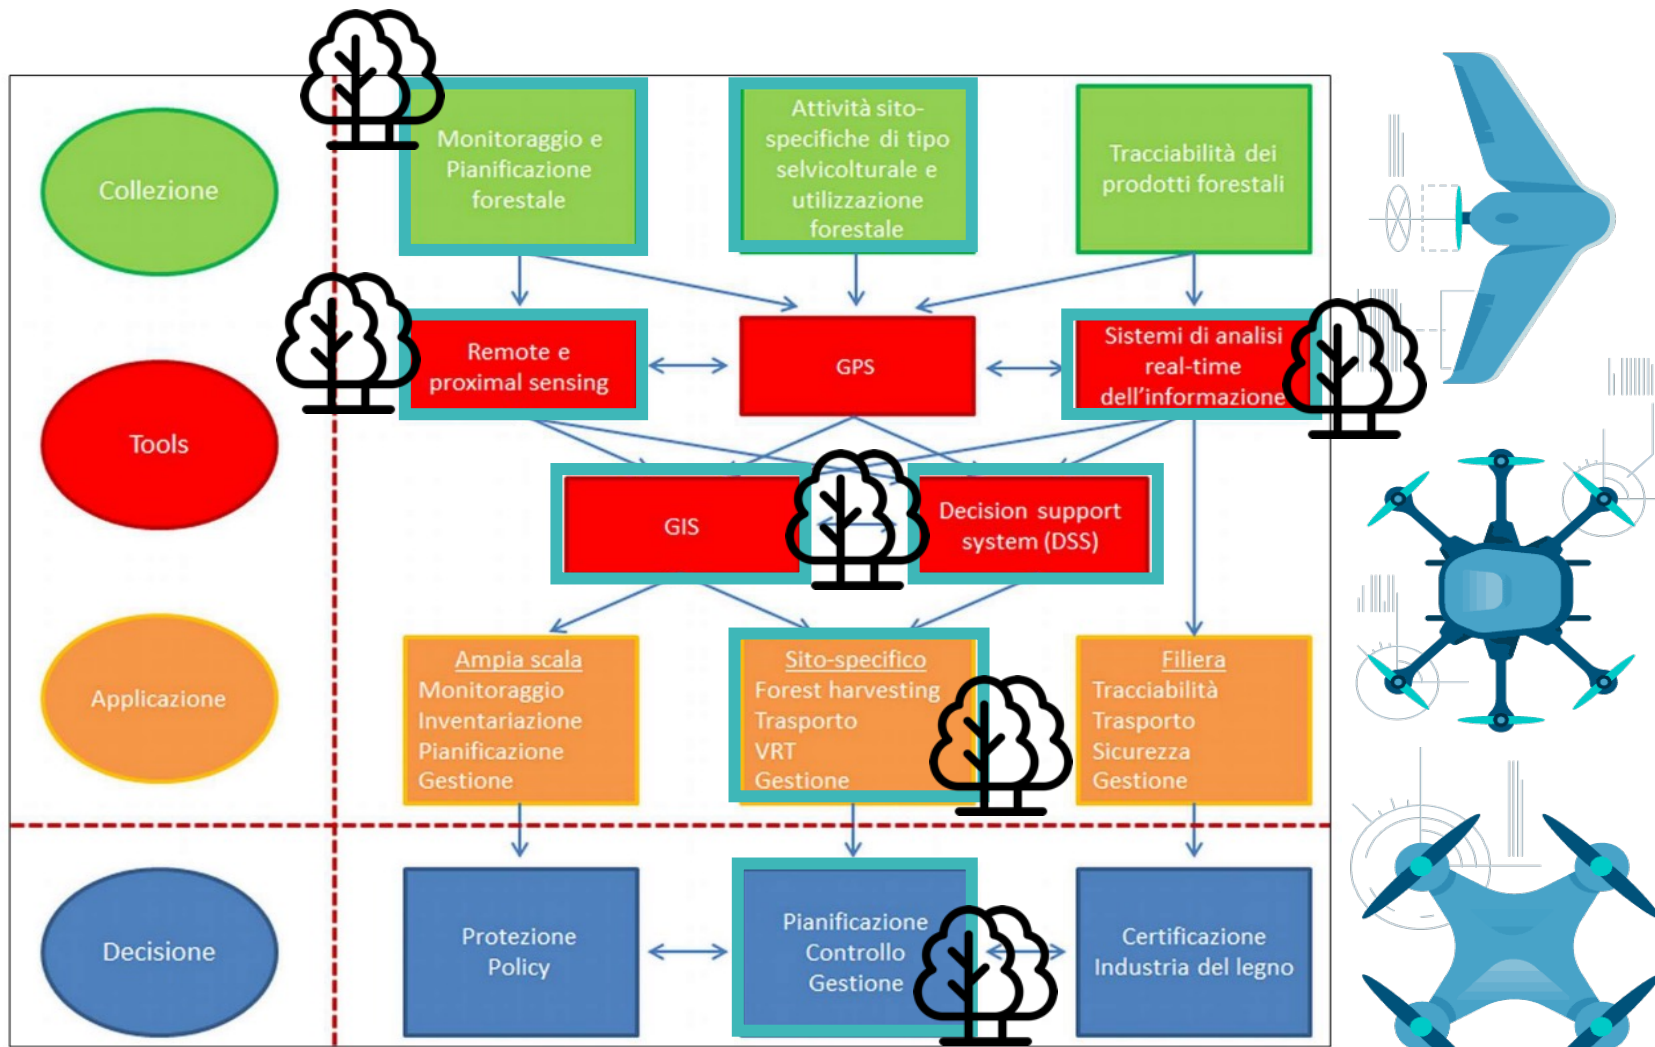 Collezione
Monitoraggio e
Pianificazione
forestale
Attività sito-
specifiche di tipo
selvicolturale e
utilizzazione
forestale
Tracciabilità dei
prodotti forestali
Tools
Remote e
proximal sensing
GPS
Sistemi di analisi
real-time
dell'informazione
GIS
Decision support
system (DSS)
Applicazione
Ampia scala
Monitoraggio
Inventariazione
Pianificazione
Gestione
Sito-specifico
Forest harvesting
Trasporto
VRT
Gestione
Filiera
Tracciabilità
Trasporto
Sicurezza
Gestione
Decisione
Protezione
Policy
Pianificazione
Controllo
Gestione
Certificazione
Industria del legno